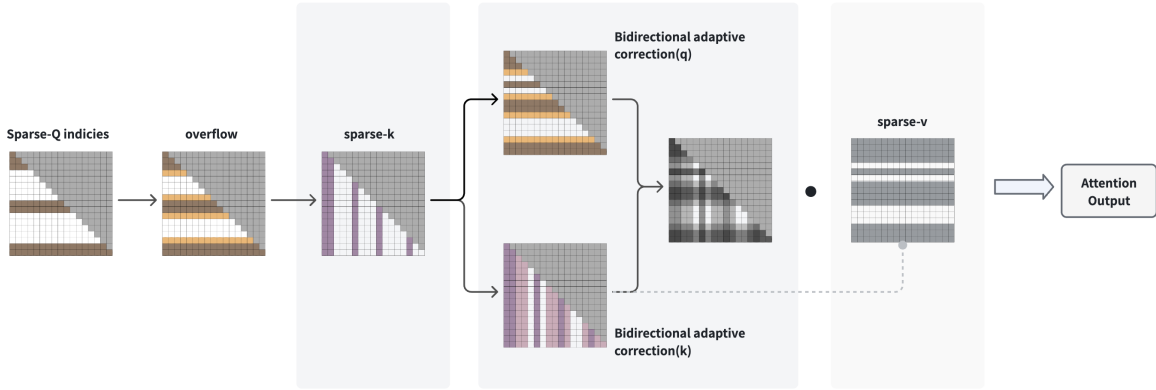 Bidirectional adaptive
correction(q)
Sparse-Q indicies
overflow
sparse-k
sparse-v
Attention
Output
Bidirectional adaptive
correction(k)